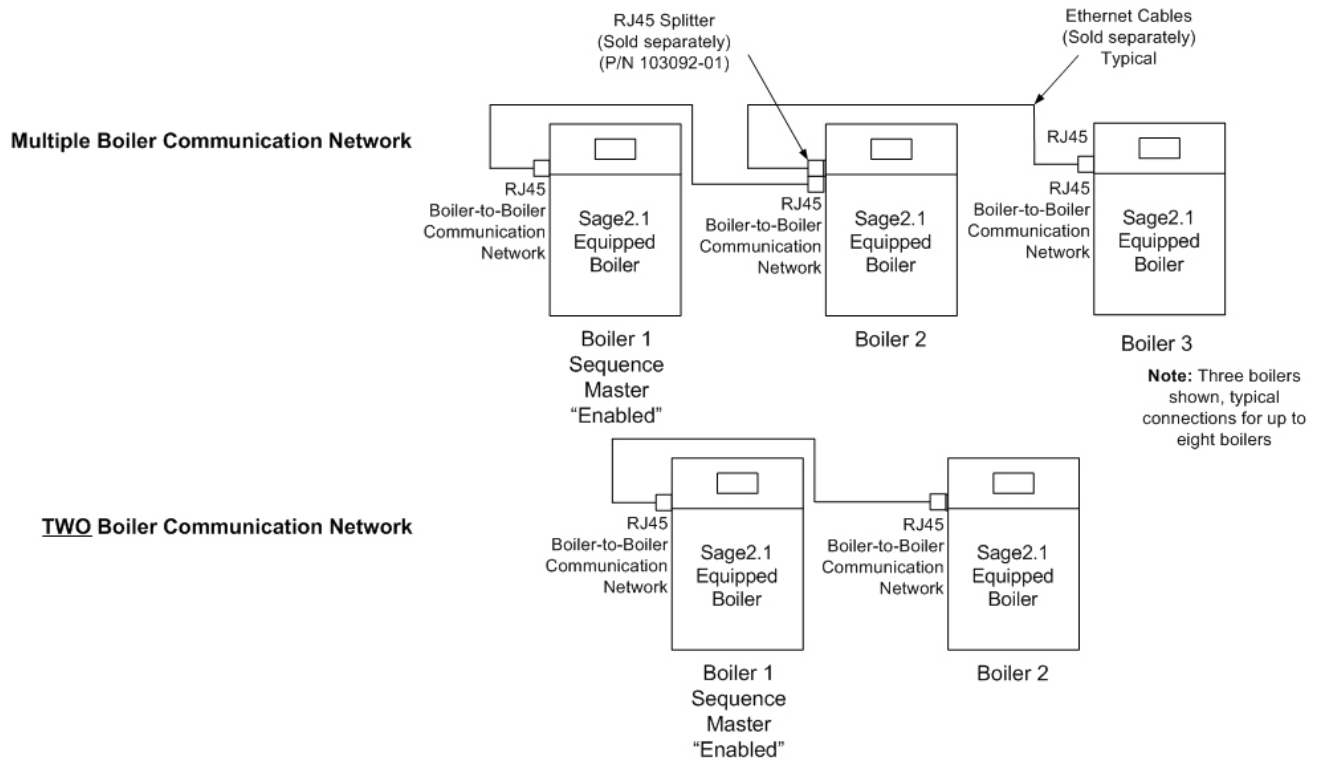 RJ45 Splitter
(Sold separately)
(P/N 103092-01)
Ethernet Cables
(Sold separately)
Typical
Multiple Boiler Communication Network
RJ45
Boiler-to-Boiler
Communication
Network
Sage2.1
Equipped
Boiler
Boiler 1
Sequence
Master
“Enabled”
RJ45
Boiler-to-Boiler
Communication
Network
Sage2.1
Equipped
Boiler
Boiler 2
RJ45
RJ45
Boiler-to-Boiler
Communication
Network
Sage2.1
Equipped
Boiler
Boiler 3
Note: Three boilers
shown, typical
connections for up to
eight boilers
TWO Boiler Communication Network
RJ45
Boiler-to-Boiler
Communication
Network
Sage2.1
Equipped
Boiler
Boiler 1
Sequence
Master
“Enabled”
RJ45
Boiler-to-Boiler
Communication
Network
Sage2.1
Equipped
Boiler
Boiler 2